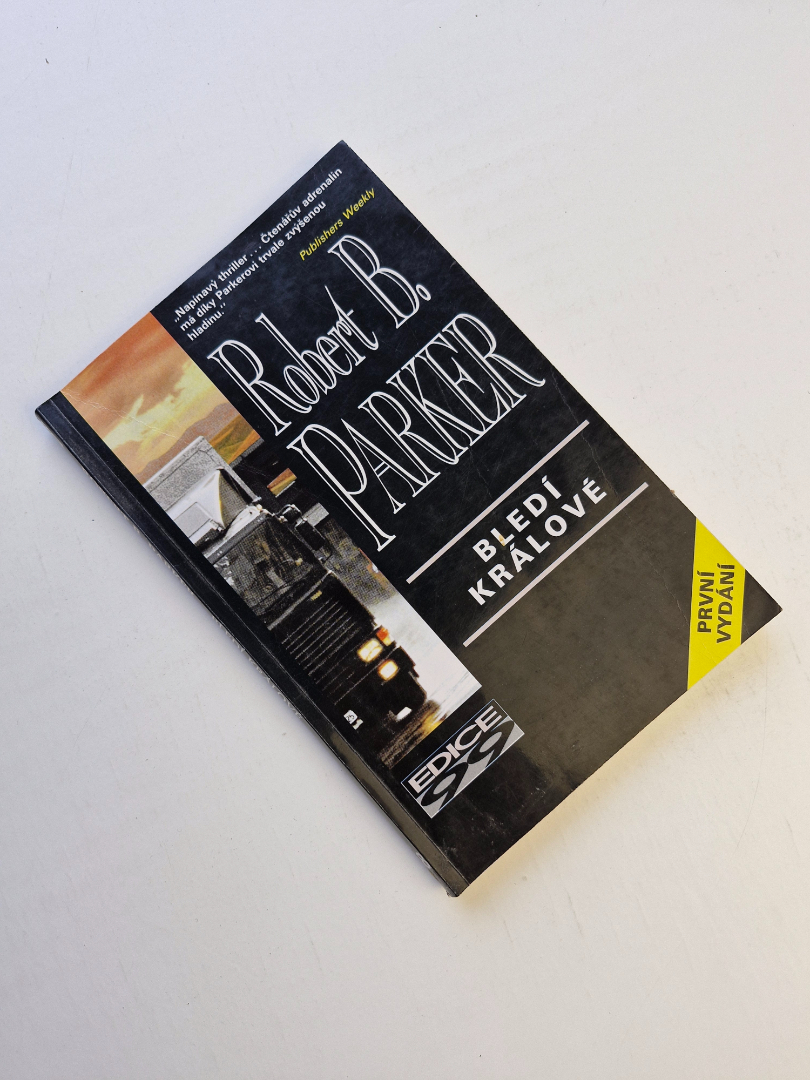 „Napínavý thriller . . . Čtenářův adrenalin
má díky Parkerovi trvale zvýšenou
hladinu.“
Publishers Weekly
Robert B.
PARKER
BLEDÍ
KRÁLOVÉ
PRVNÍ
VYDÁNÍ
EDICE
99